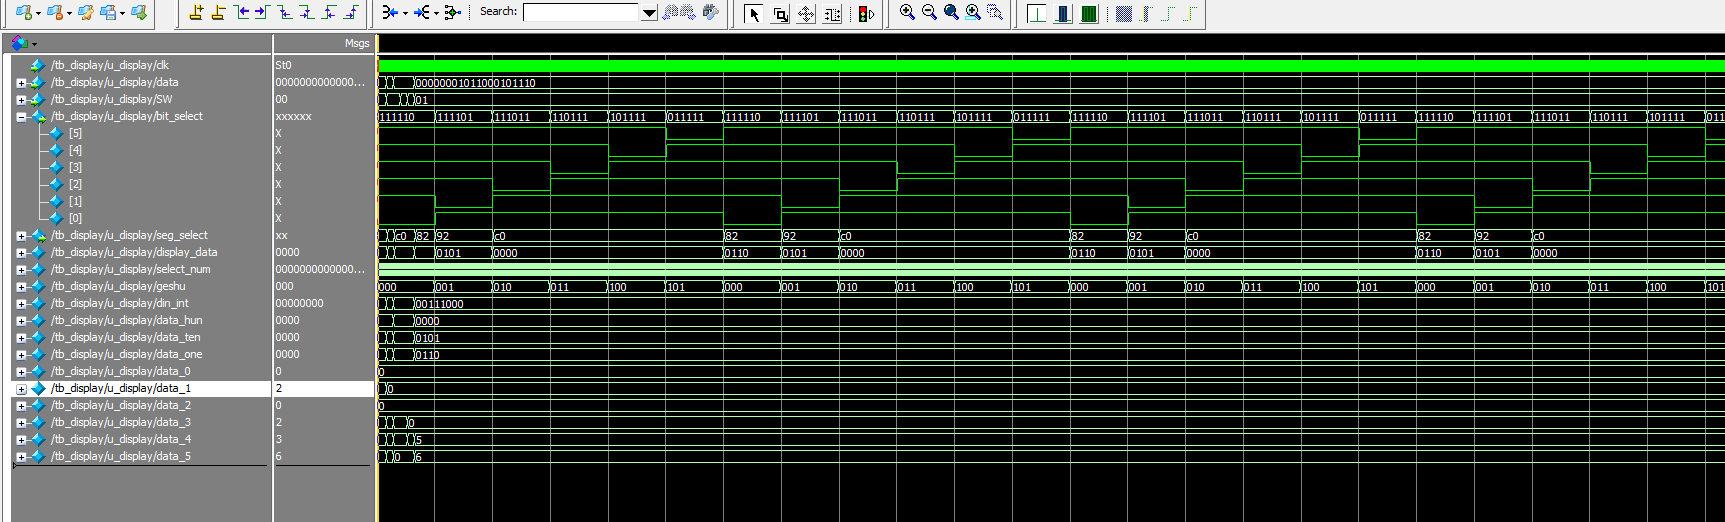 Search:
Msgs
/tb_display/u_display/clk St0
/tb_display/u_display/data 0000000000000... 000000001011000101110
/tb_display/u_display/SW 00 01
/tb_display/u_display/bit_select xxxxxx 111110 111101 111011 110111 101111 011111 111110 111101 111011 110111 101111 011111 111110 111101 111011 110111 101111 011111 111110 111101 111011 110111 101111 011
[5] X
[4] X
[3] X
[2] X
[1] X
[0] X
/tb_display/u_display/seg_select xx c0 82 92 c0 82 92 c0 82 92 c0 82 92 c0
/tb_display/u_display/display_data 0000 0101 0000 0110 0101 0000 0110 0101 0000 0110 0101 0000
/tb_display/u_display/select_num 0000000000000...
/tb_display/u_display/geshu 000 000 001 010 011 100 101 000 001 010 011 100 101 000 001 010 011 100 101 000 001 010 011 100 101
/tb_display/u_display/din_int 00000000 00111000
/tb_display/u_display/data_hun 0000 0000
/tb_display/u_display/data_ten 0000 0101
/tb_display/u_display/data_one 0000 0110
/tb_display/u_display/data_0 0 0
/tb_display/u_display/data_1 2 0
/tb_display/u_display/data_2 0 0
/tb_display/u_display/data_3 2 0
/tb_display/u_display/data_4 3 5
/tb_display/u_display/data_5 6 0 6